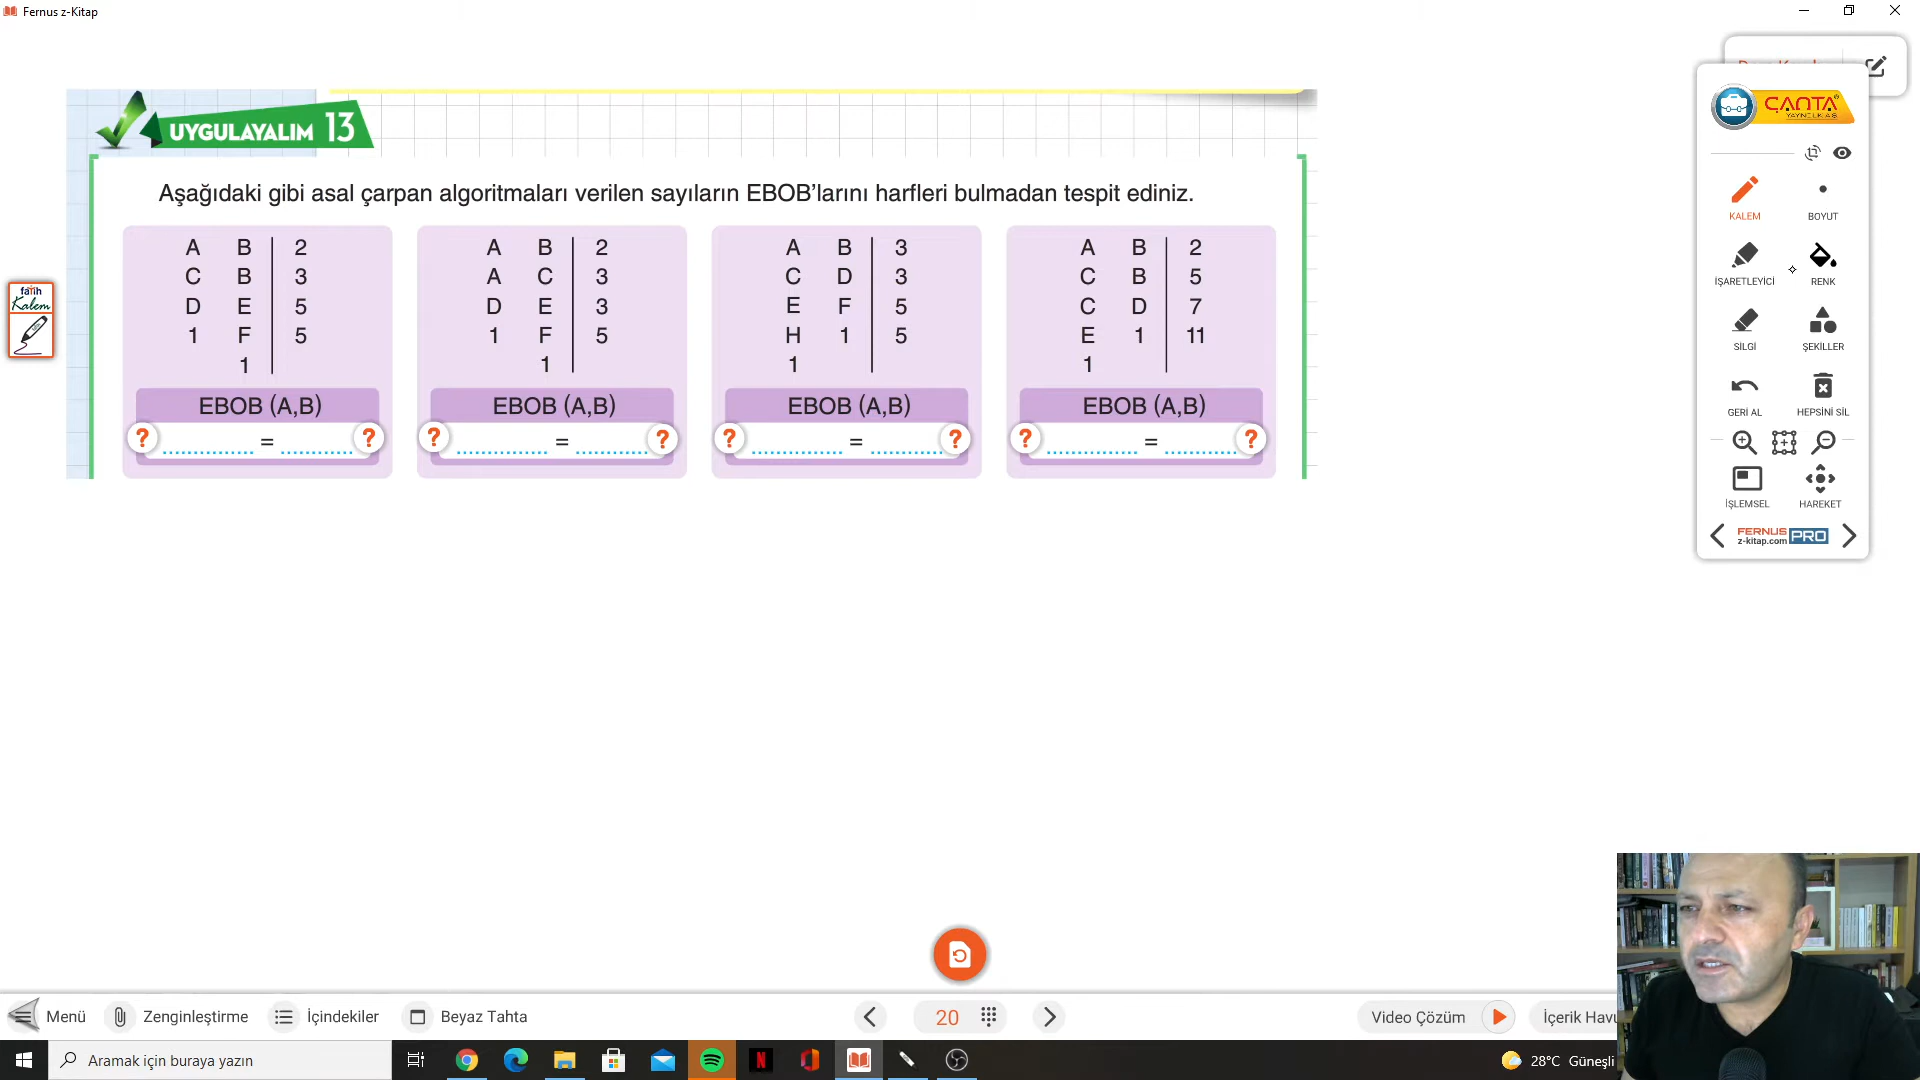 Fernus z-Kitap
UYGULAYALIM 13
Aşağıdaki gibi asal çarpan algoritmaları verilen sayıların EBOB’larını harfleri bulmadan tespit ediniz.
A B 2
C B 3
D E 5
1 F 5
1
EBOB (A,B)
? ............... = ............ ?
A B 2
A C 3
D E 3
1 F 5
1
EBOB (A,B)
? ............... = ............ ?
A B 3
C D 3
E F 5
H 1 5
1
EBOB (A,B)
? ............... = ............ ?
A B 2
C B 5
C D 7
E 1 11
1
EBOB (A,B)
? ............... = ............ ?
fatih
Kalem
ÇANTA
YAYINCILIK A.Ş.
KALEM BOYUT
İŞARETLEYİCİ RENK
SİLGİ ŞEKİLLER
GERİ AL HEPSİNİ SİL
İŞLEMSEL HAREKET
FERNUS
z-kitap.com PRO
Menü Zenginleştirme İçindekiler Beyaz Tahta 20 Video Çözüm İçerik Havu
Aramak için buraya yazın 28°C Güneşli